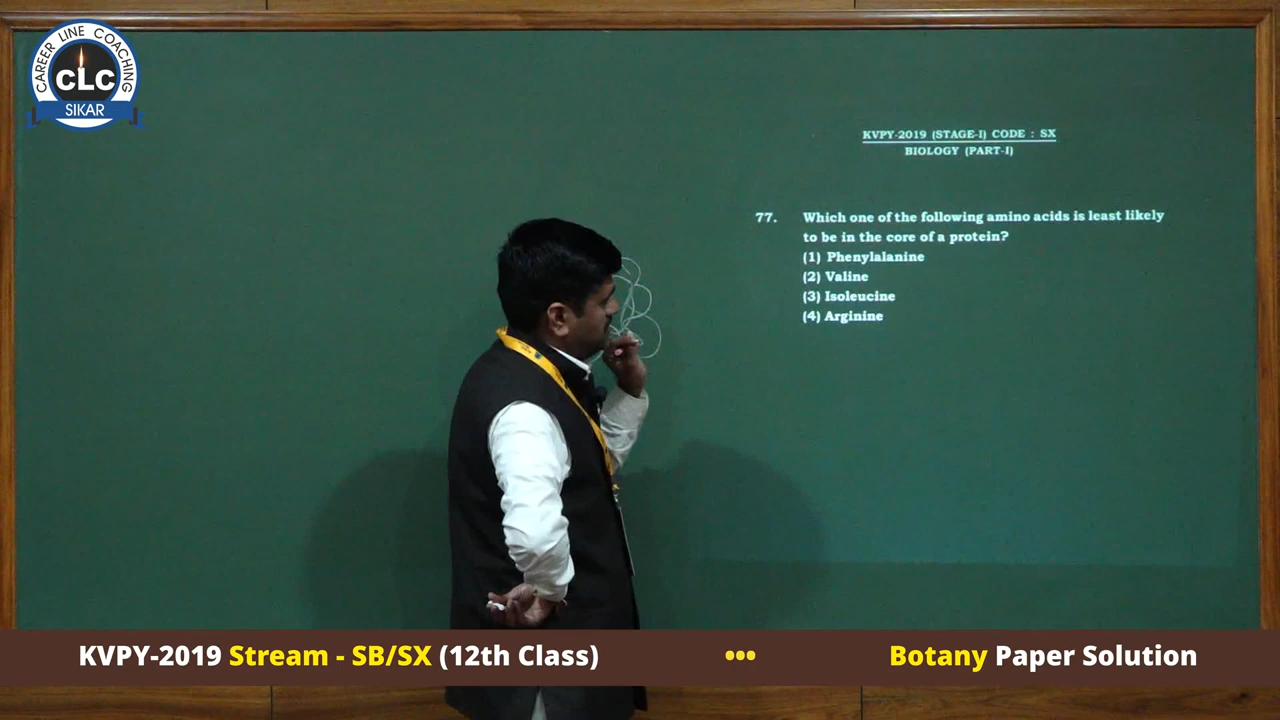 CAREER LINE COACHING
CLC
SIKAR
KVPY-2019 (STAGE-I) CODE : SX
BIOLOGY (PART-I)
77. Which one of the following amino acids is least likely
to be in the core of a protein?
(1) Phenylalanine
(2) Valine
(3) Isoleucine
(4) Arginine
KVPY-2019 Stream - SB/SX (12th Class) ••• Botany Paper Solution